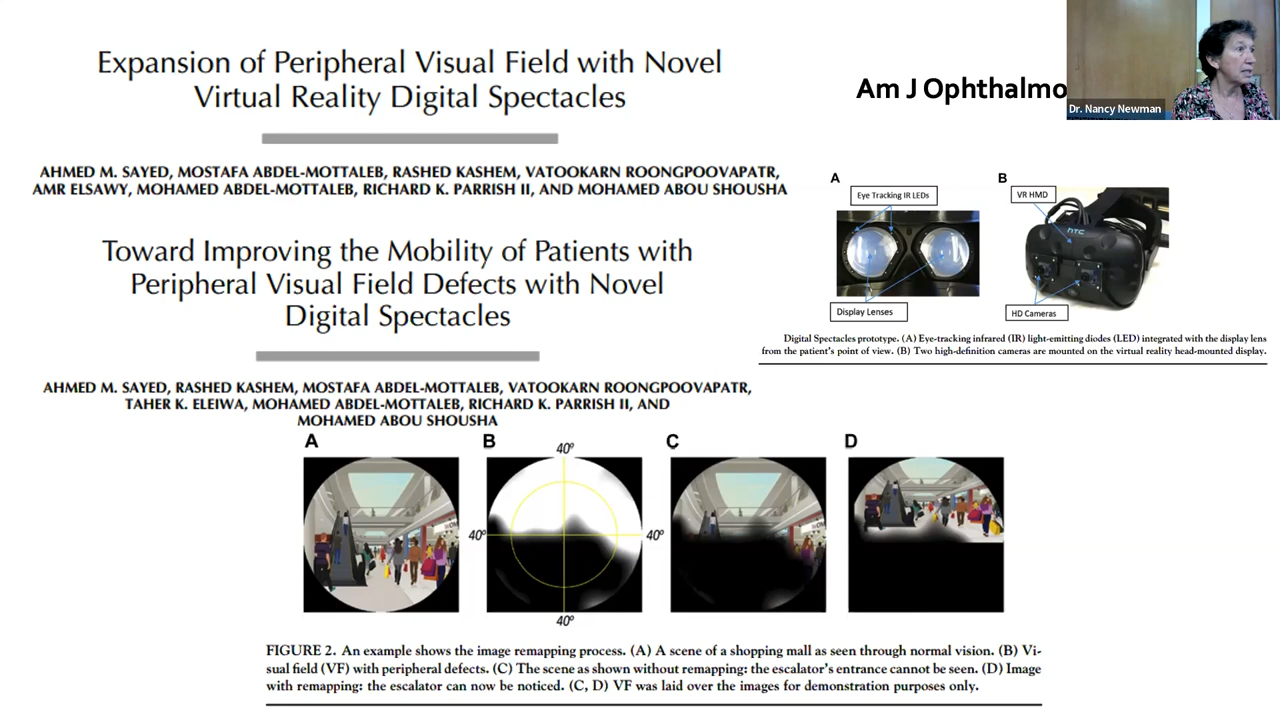 Expansion of Peripheral Visual Field with Novel
Virtual Reality Digital Spectacles
AHMED M. SAYED, MOSTAFA ABDEL-MOTTALEB, RASHED KASHEM, VATOOKARN ROONGPOOVAPATR,
AMR ELSAWY, MOHAMED ABDEL-MOTTALEB, RICHARD K. PARRISH II, AND MOHAMED ABOU SHOUSHA
Toward Improving the Mobility of Patients with
Peripheral Visual Field Defects with Novel
Digital Spectacles
AHMED M. SAYED, RASHED KASHEM, MOSTAFA ABDEL-MOTTALEB, VATOOKARN ROONGPOOVAPATR,
TAHER K. ELEIWA, MOHAMED ABDEL-MOTTALEB, RICHARD K. PARRISH II, AND
MOHAMED ABOU SHOUSHA
Am J Ophthalmo
Dr. Nancy Newman
A
Eye Tracking IR LEDs
Display Lenses
B
VR HMD
hTC
HD Cameras
Digital Spectacles prototype. (A) Eye-tracking infrared (IR) light-emitting diodes (LED) integrated with the display lens
from the patient's point of view. (B) Two high-definition cameras are mounted on the virtual reality head-mounted display.
A
B
C
D
40°
40°
40°
40°
FIGURE 2. An example shows the image remapping process. (A) A scene of a shopping mall as seen through normal vision. (B) Vi-
sual field (VF) with peripheral defects. (C) The scene as shown without remapping: the escalator's entrance cannot be seen. (D) Image
with remapping: the escalator can now be noticed. (C, D) VF was laid over the images for demonstration purposes only.